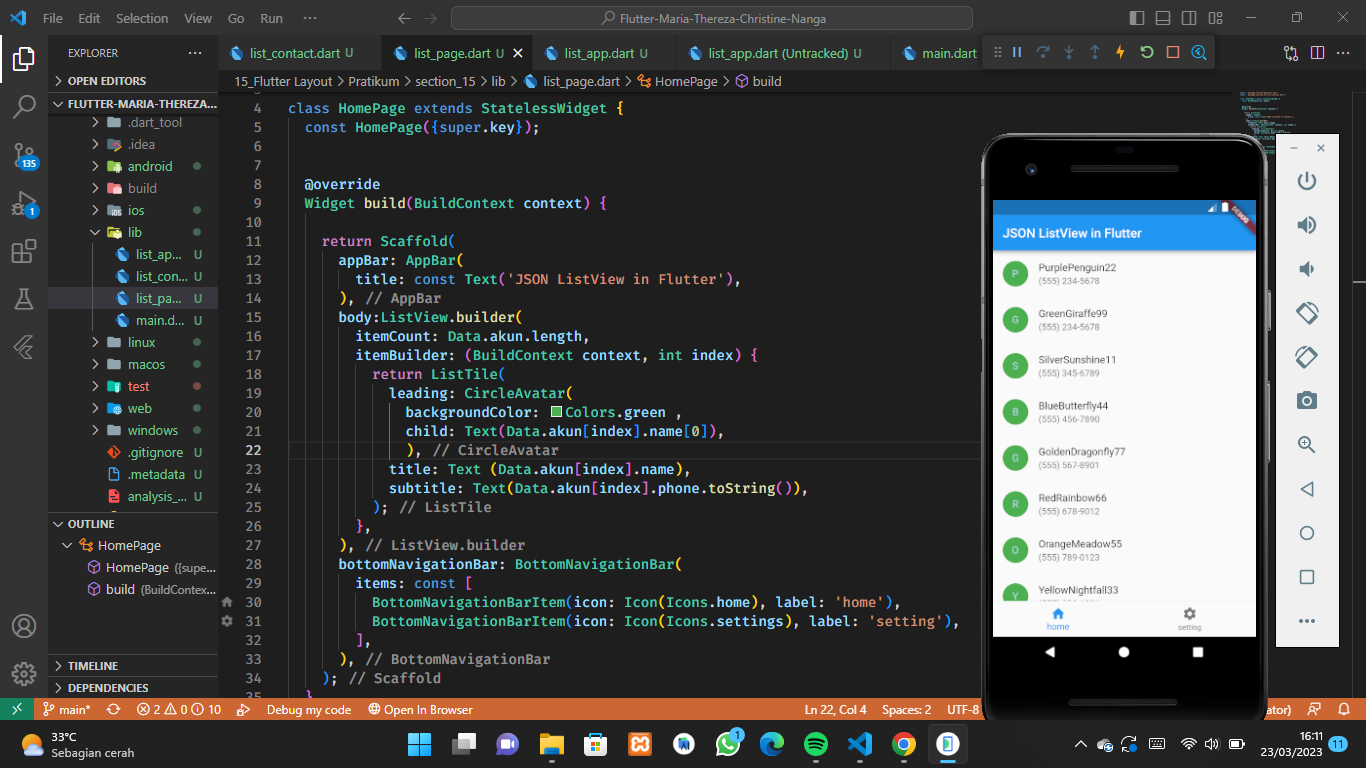 File Edit Selection View Go Run ···
Flutter-Maria-Thereza-Christine-Nanga
EXPLORER
list_contact.dart U
list_page.dart U
list_app.dart U
list_app.dart (Untracked) U
main.dart
15_Flutter Layout > Pratikum > section_15 > lib > list_page.dart > HomePage > build
OPEN EDITORS
FLUTTER-MARIA-THEREZA...
.dart_tool
.idea
android
build
ios
lib
list_ap... U
list_con... U
list_pa... U
main.d... U
linux
macos
test
web
windows
.gitignore U
.metadata U
analysis_... U
OUTLINE
HomePage
HomePage ({supe...
build (BuildContex...
TIMELINE
DEPENDENCIES
135
1
4 class HomePage extends StatelessWidget {
5 const HomePage({super.key});
6
7
8 @override
9 Widget build(BuildContext context) {
10
11 return Scaffold(
12 appBar: AppBar(
13 title: const Text('JSON ListView in Flutter'),
14 ), // AppBar
15 body:ListView.builder(
16 itemCount: Data.akun.length,
17 itemBuilder: (BuildContext context, int index) {
18 return ListTile(
19 leading: CircleAvatar(
20 backgroundColor: Colors.green ,
21 child: Text(Data.akun[index].name[0]),
22 ), // CircleAvatar
23 title: Text (Data.akun[index].name),
24 subtitle: Text(Data.akun[index].phone.toString()),
25 ); // ListTile
26 },
27 ), // ListView.builder
28 bottomNavigationBar: BottomNavigationBar(
29 items: const [
30 BottomNavigationBarItem(icon: Icon(Icons.home), label: 'home'),
31 BottomNavigationBarItem(icon: Icon(Icons.settings), label: 'setting'),
32 ],
33 ), // BottomNavigationBar
34 ); // Scaffold
35 }
DEBUG
JSON ListView in Flutter
P PurplePenguin22
(555) 234-5678
G GreenGiraffe99
(555) 234-5678
S SilverSunshine11
(555) 345-6789
B BlueButterfly44
(555) 456-7890
G GoldenDragonfly77
(555) 567-8901
R RedRainbow66
(555) 678-9012
O OrangeMeadow55
(555) 789-0123
Y YellowNightfall33
home
setting
main* 2 0 10 Debug my code Open In Browser
Ln 22, Col 4 Spaces: 2 UTF-8
ator)
33°C
Sebagian cerah
1
16:11
23/03/2023
11